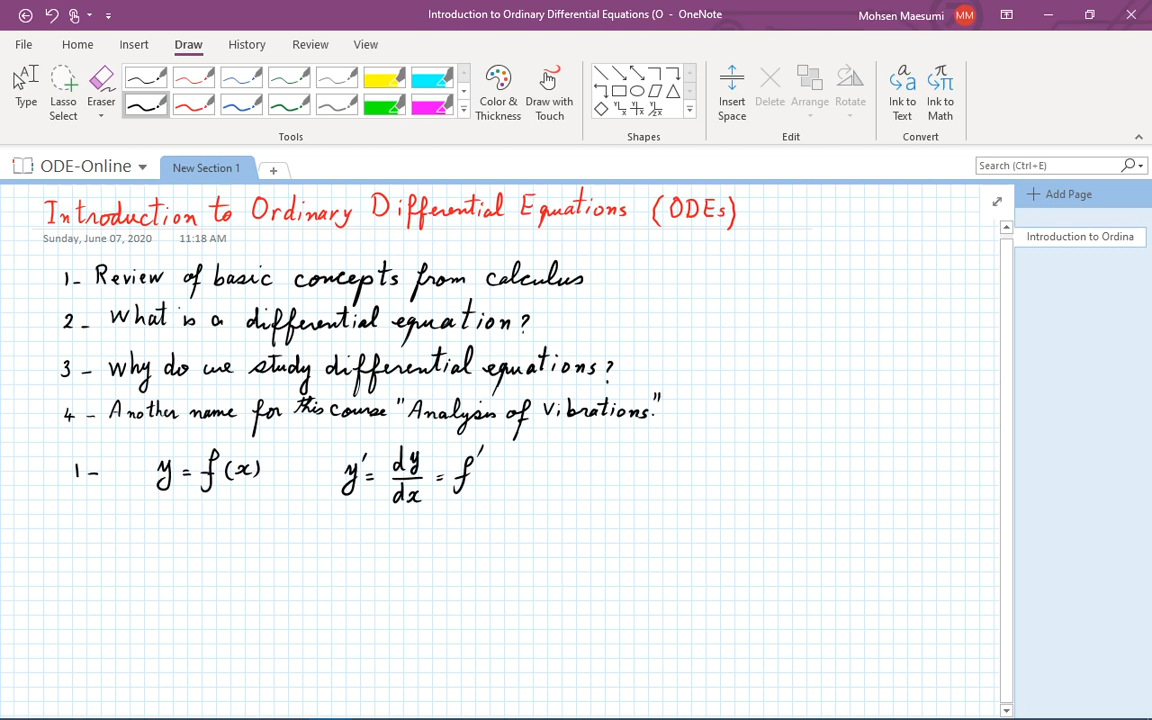 Introduction to Ordinary Differential Equations (O - OneNote
Mohsen Maesumi
MM
File Home Insert Draw History Review View
Type
Lasso Select
Eraser
Color & Thickness
Draw with Touch
Insert Space
Delete
Arrange
Rotate
Ink to Text
Ink to Math
Tools
Shapes
Edit
Convert
ODE-Online
New Section 1
Search (Ctrl+E)
Add Page
Introduction to Ordina
Introduction to Ordinary Differential Equations (ODEs)
Sunday, June 07, 2020 11:18 AM
1- Review of basic concepts from calculus
2 - What is a differential equation?
3 - Why do we study differential equations?
4 - Another name for this course "Analysis of Vibrations."
1 - y = f(x) y' = dy/dx = f'